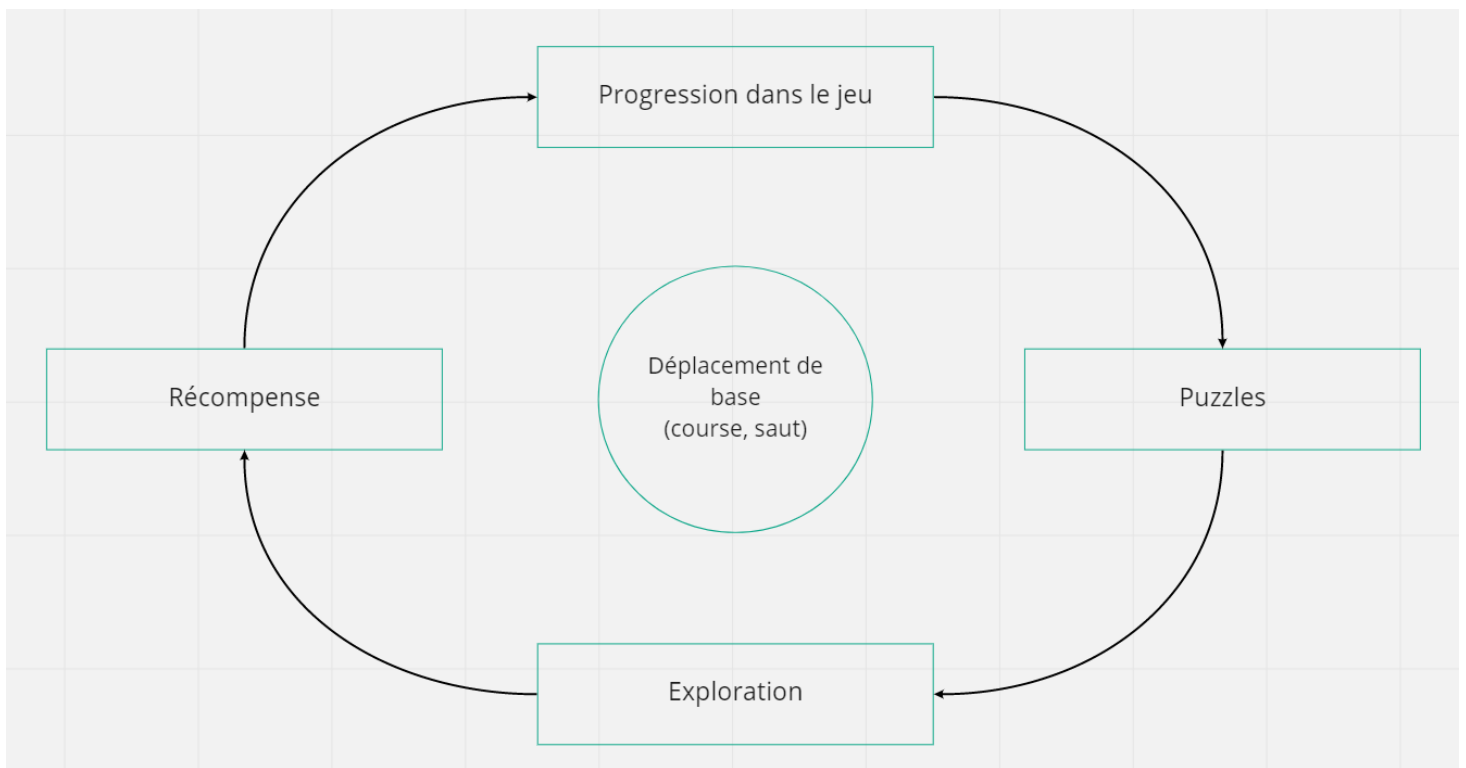 Progression dans le jeu
Déplacement de
base
(course, saut)
Récompense
Puzzles
Exploration